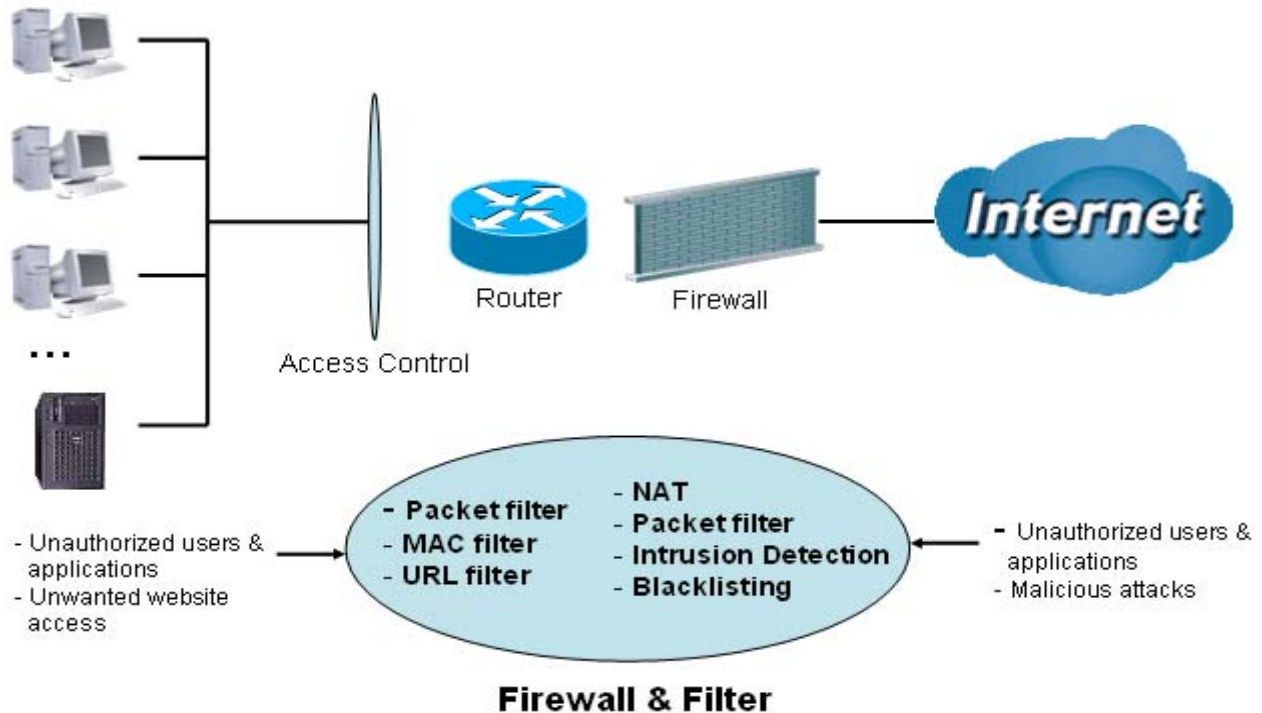 Internet
Router
Firewall
...
Access Control
- Packet filter
- MAC filter
- URL filter
- NAT
- Packet filter
- Intrusion Detection
- Blacklisting
- Unauthorized users &
applications
- Unwanted website
access
- Unauthorized users &
applications
- Malicious attacks
Firewall & Filter